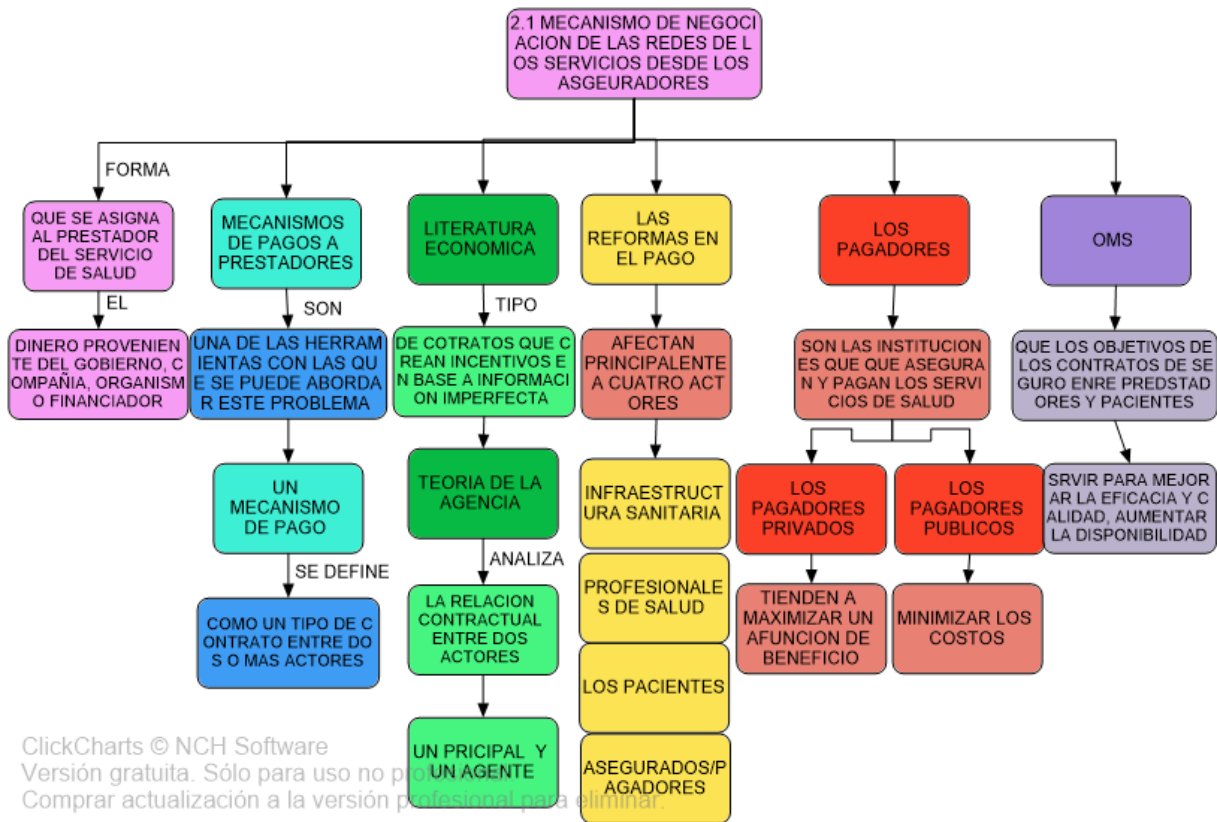 2.1 MECANISMO DE NEGOCI
ACION DE LAS REDES DE L
OS SERVICIOS DESDE LOS
ASGEURADORES
FORMA
QUE SE ASIGNA
AL PRESTADOR
DEL SERVICIO
DE SALUD
EL
DINERO PROVENIEN
TE DEL GOBIERNO, C
OMPAÑIA, ORGANISM
O FINANCIADOR
MECANISMOS
DE PAGOS A
PRESTADORES
SON
UNA DE LAS HERRAM
IENTAS CON LAS QU
E SE PUEDE ABORDA
R ESTE PROBLEMA
UN
MECANISMO
DE PAGO
SE DEFINE
COMO UN TIPO DE C
ONTRATO ENTRE DO
S O MAS ACTORES
LITERATURA
ECONOMICA
TIPO
DE COTRATOS QUE C
REAN INCENTIVOS E
N BASE A INFORMACI
ON IMPERFECTA
TEORIA DE LA
AGENCIA
ANALIZA
LA RELACION
CONTRACTUAL
ENTRE DOS
ACTORES
UN PRICIPAL Y
UN AGENTE
LAS
REFORMAS EN
EL PAGO
AFECTAN
PRINCIPALENTE
A CUATRO ACT
ORES
INFRAESTRUCT
URA SANITARIA
PROFESIONALE
S DE SALUD
LOS PACIENTES
ASEGURADOS/P
AGADORES
LOS
PAGADORES
SON LAS INSTITUCION
ES QUE QUE ASEGURA
N Y PAGAN LOS SERVI
CIOS DE SALUD
LOS
PAGADORES
PRIVADOS
TIENDEN A
MAXIMIZAR UN
AFUNCION DE
BENEFICIO
LOS
PAGADORES
PUBLICOS
MINIMIZAR LOS
COSTOS
OMS
QUE LOS OBJETIVOS DE
LOS CONTRATOS DE SE
GURO ENRE PREDSTAD
ORES Y PACIENTES
SRVIR PARA MEJOR
AR LA EFICACIA Y C
ALIDAD, AUMENTAR
LA DISPONIBILIDAD
ClickCharts © NCH Software
Versión gratuita. Sólo para uso no profesional.
Comprar actualización a la versión profesional para eliminar.